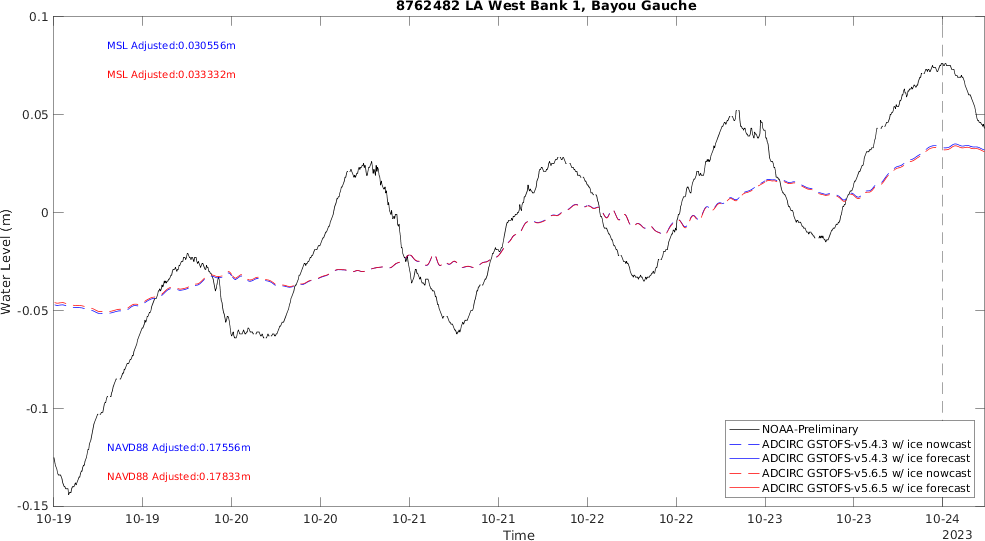 8762482 LA West Bank 1, Bayou Gauche
0.1
MSL Adjusted:0.030556m
MSL Adjusted:0.033332m
0.05
0
Water Level (m)
-0.05
-0.1
NAVD88 Adjusted:0.17556m
NAVD88 Adjusted:0.17833m
NOAA-Preliminary
ADCIRC GSTOFS-v5.4.3 w/ ice nowcast
ADCIRC GSTOFS-v5.4.3 w/ ice forecast
ADCIRC GSTOFS-v5.6.5 w/ ice nowcast
ADCIRC GSTOFS-v5.6.5 w/ ice forecast
-0.15
10-19 10-19 10-20 10-20 10-21 10-21 10-22 10-22 10-23 10-23 10-24
Time
2023